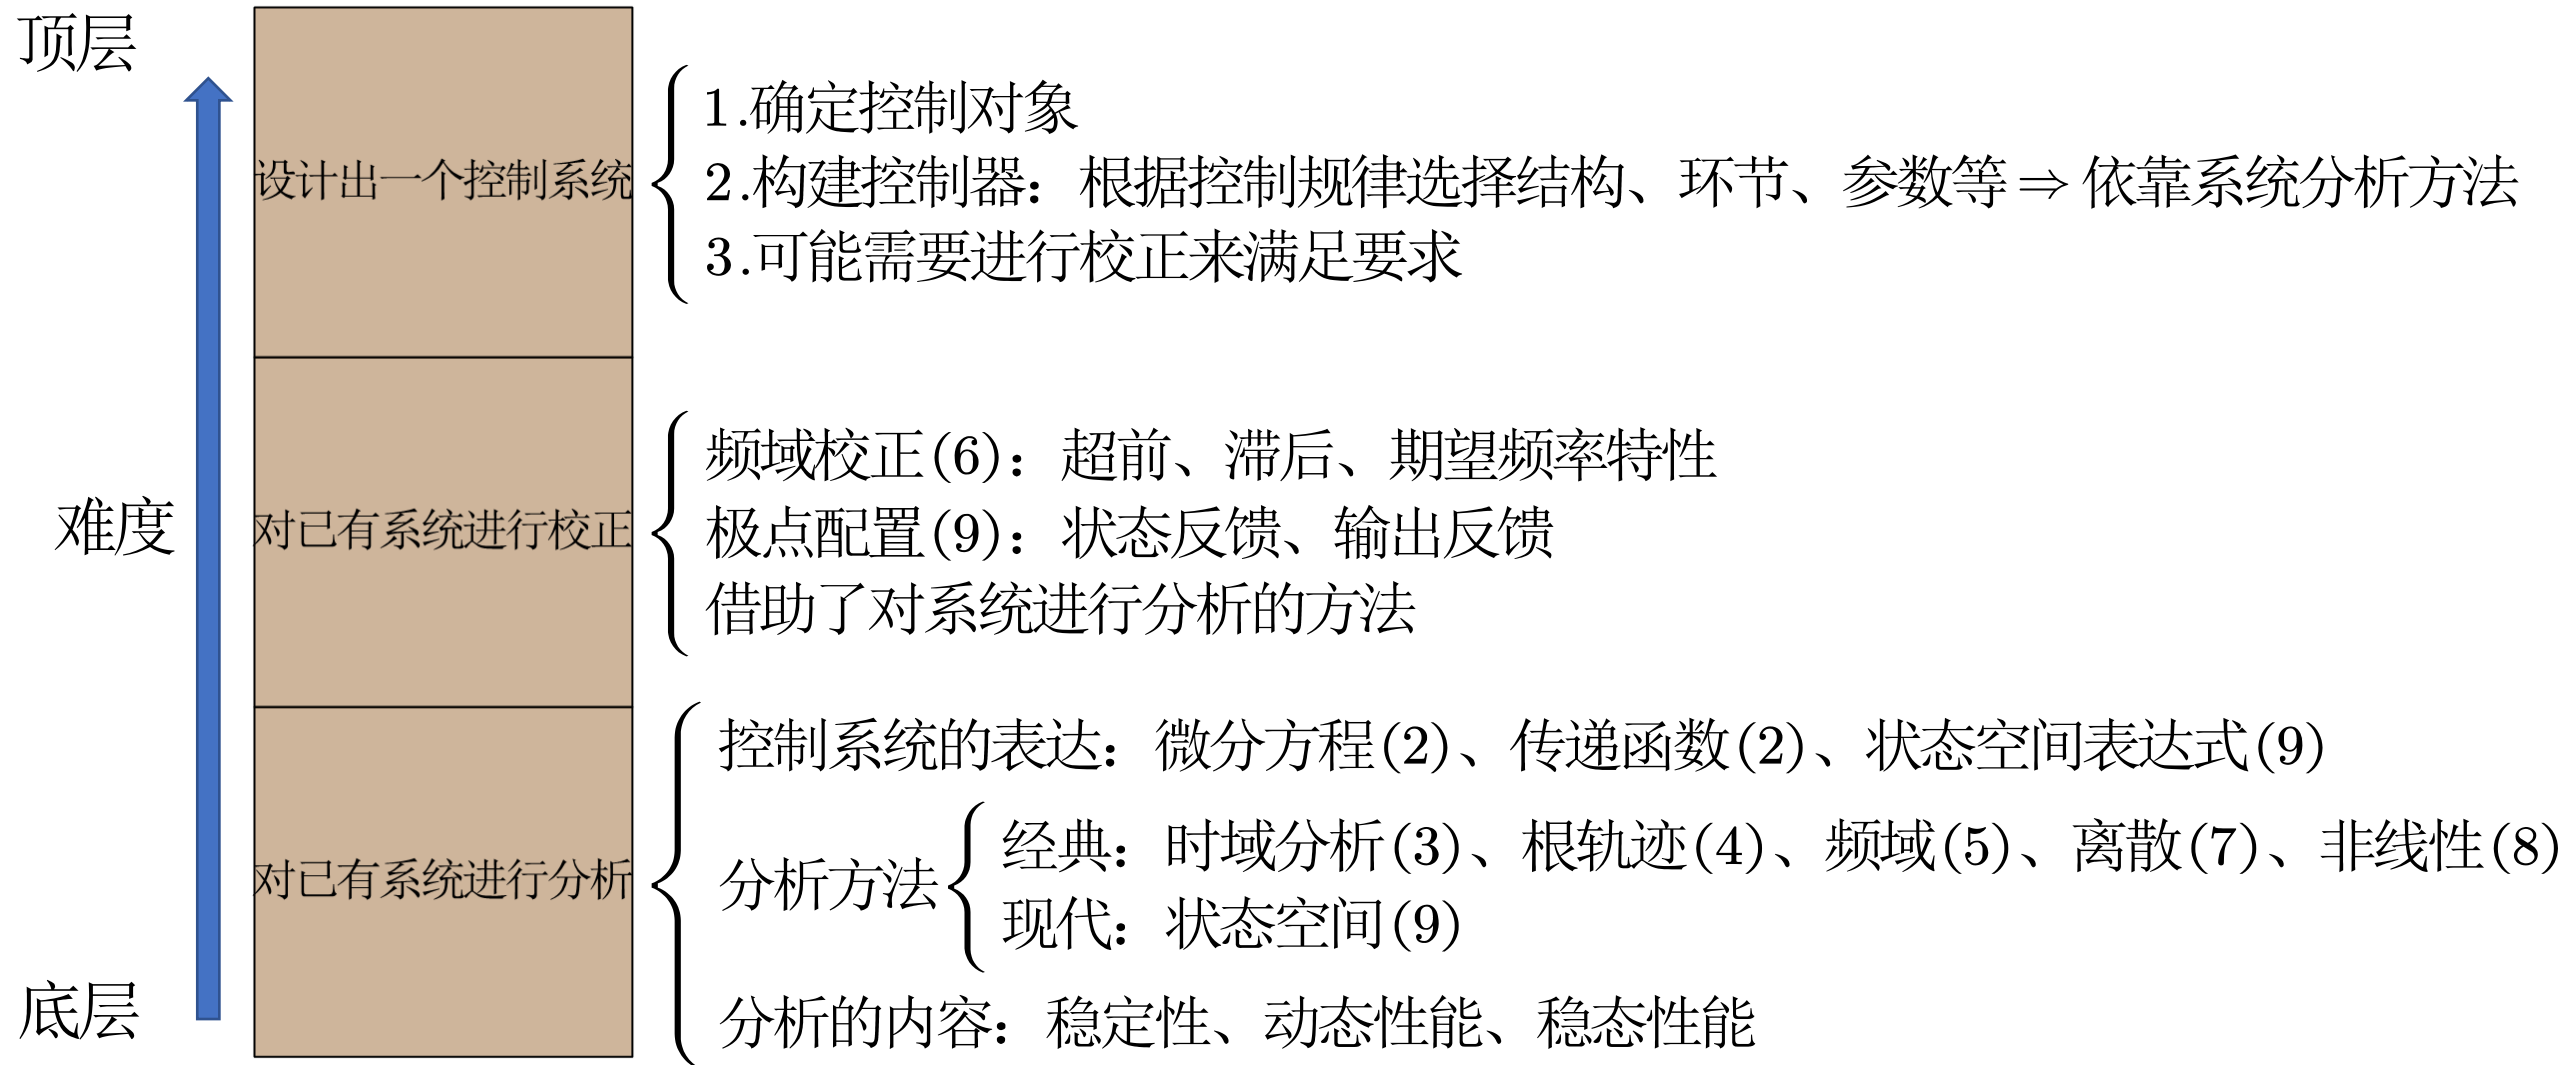 顶层
设计出一个控制系统
1.确定控制对象
2.构建控制器：根据控制规律选择结构、环节、参数等⇒依靠系统分析方法
3.可能需要进行校正来满足要求
难度
对已有系统进行校正
频域校正(6)：超前、滞后、期望频率特性
极点配置(9)：状态反馈、输出反馈
借助了对系统进行分析的方法
对已有系统进行分析
控制系统的表达：微分方程(2)、传递函数(2)、状态空间表达式(9)
分析方法
经典：时域分析(3)、根轨迹(4)、频域(5)、离散(7)、非线性(8)
现代：状态空间(9)
分析的内容：稳定性、动态性能、稳态性能
底层